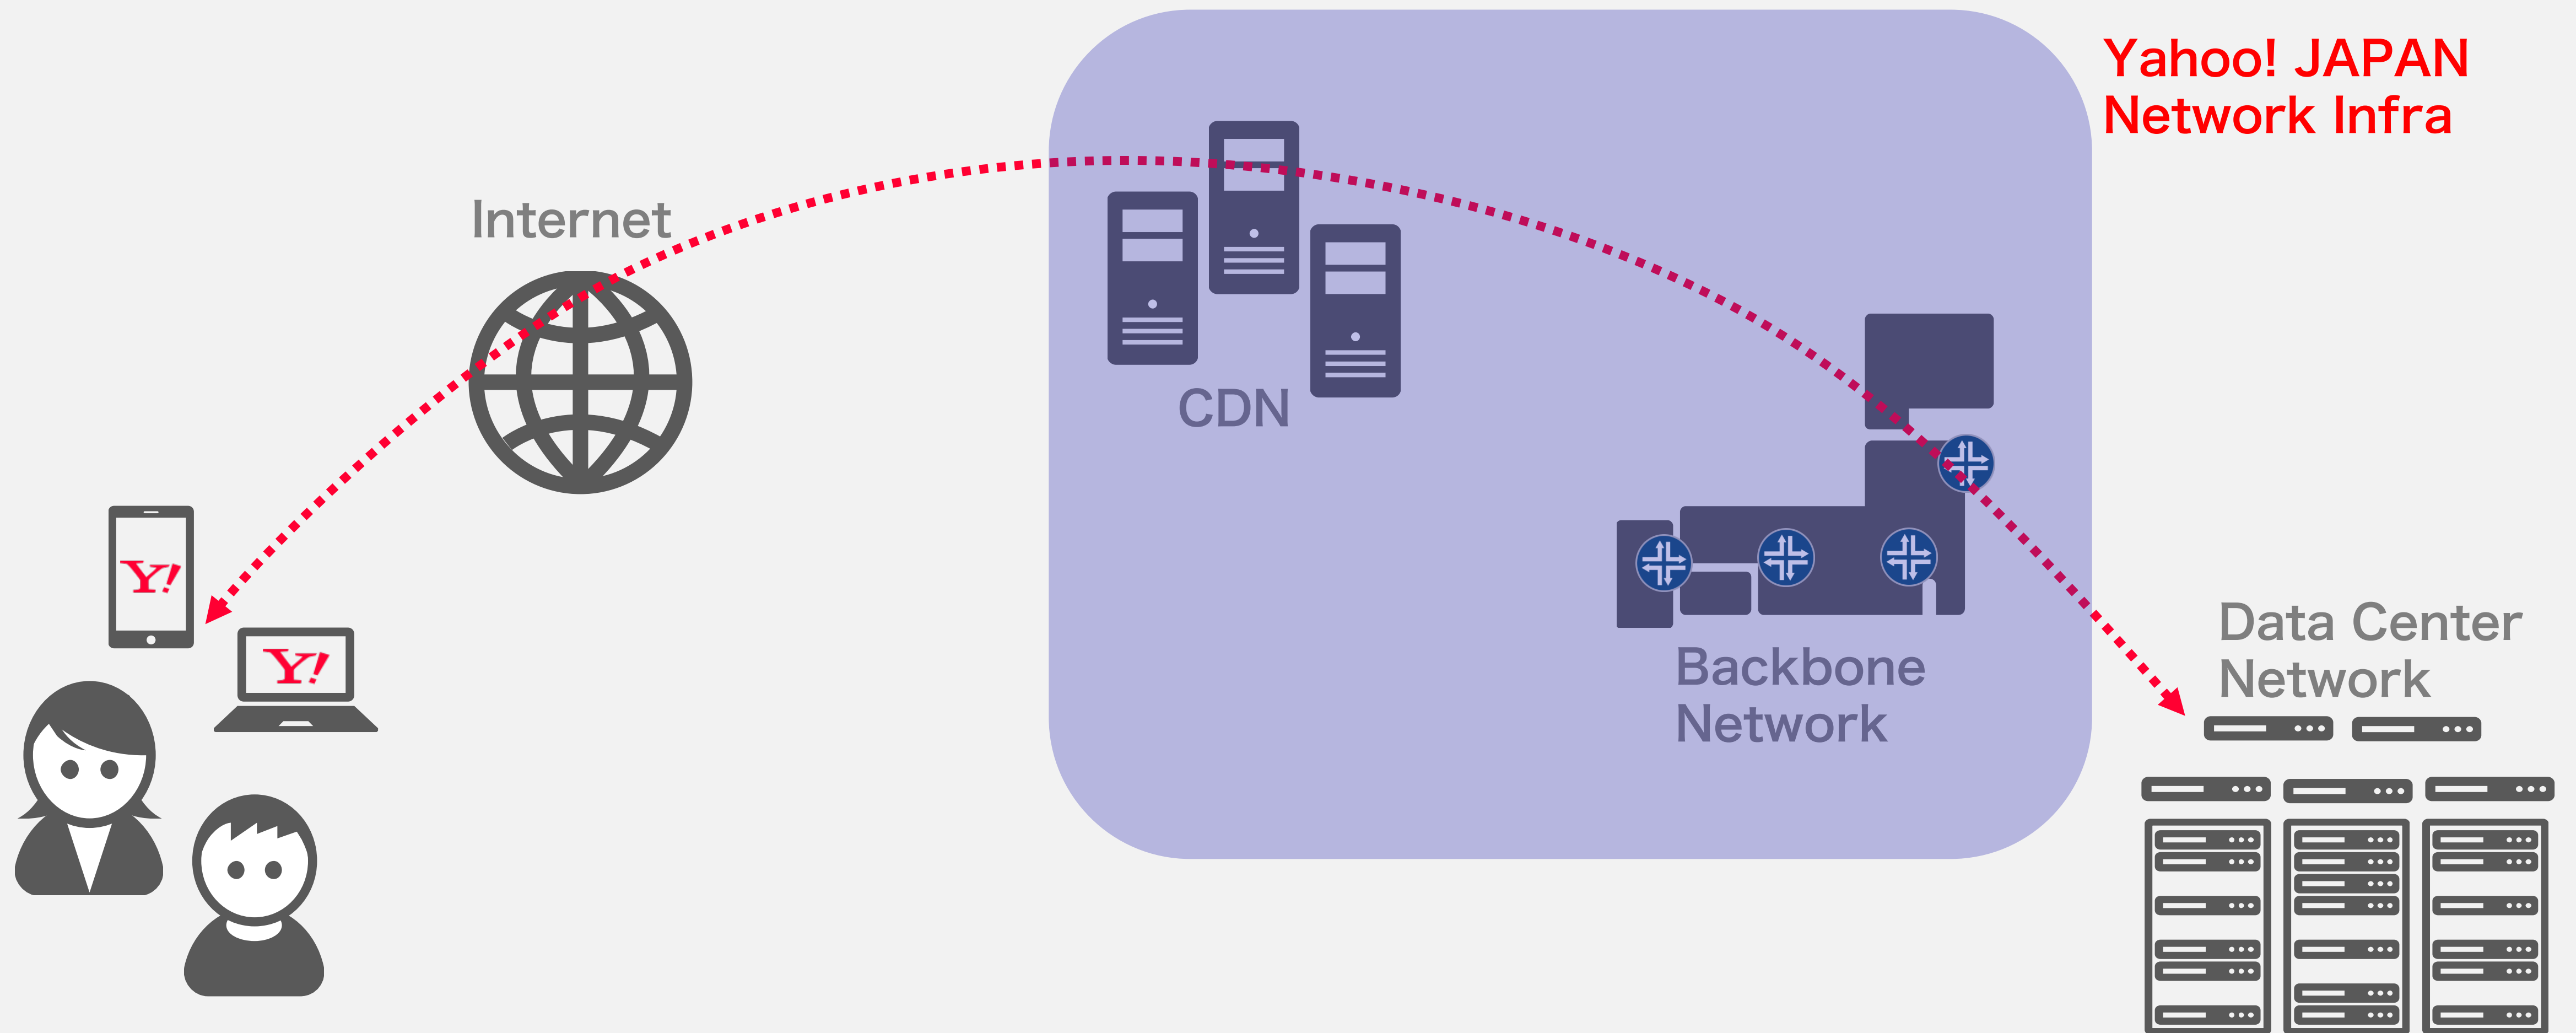 Yahoo! JAPAN
Network Infra
Internet
CDN
Y!
Y!
Backbone
Network
Data Center
Network